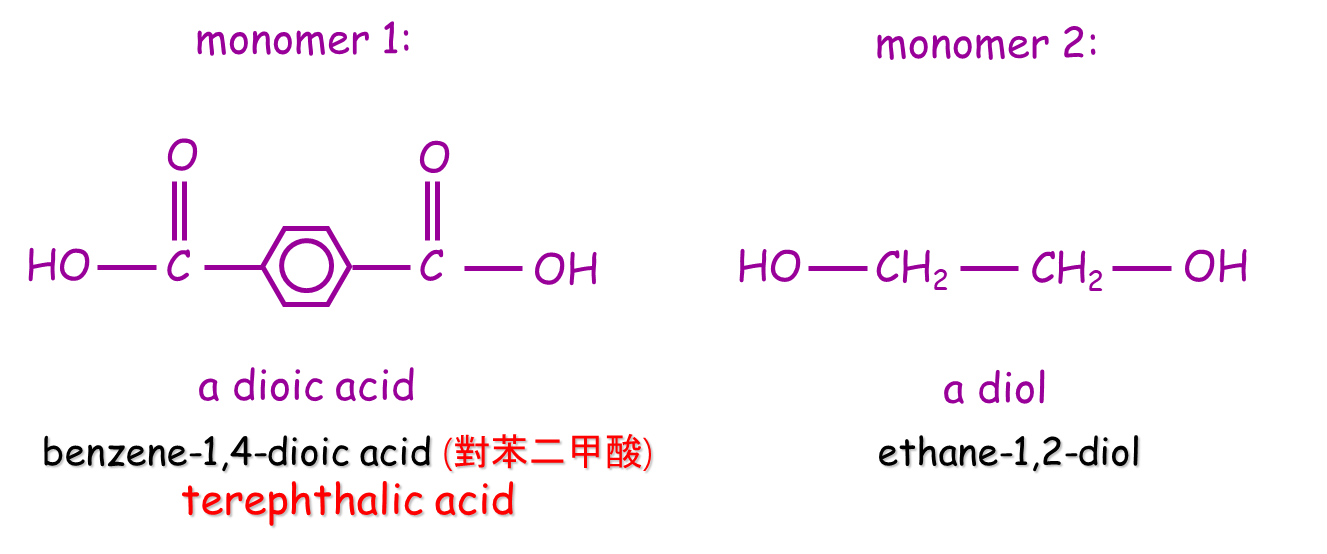 monomer 1:
monomer 2:
O
O
HO
C
C
OH
HO
CH₂
CH₂
OH
a dioic acid
a diol
benzene-1,4-dioic acid (對苯二甲酸)
terephthalic acid
ethane-1,2-diol